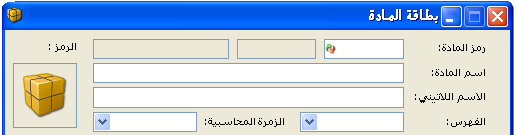 بطاقة المادة
رمز المادة: الرمز :
اسم المادة:
الاسم اللاتيني:
الفهرس: الزمرة المحاسبية: